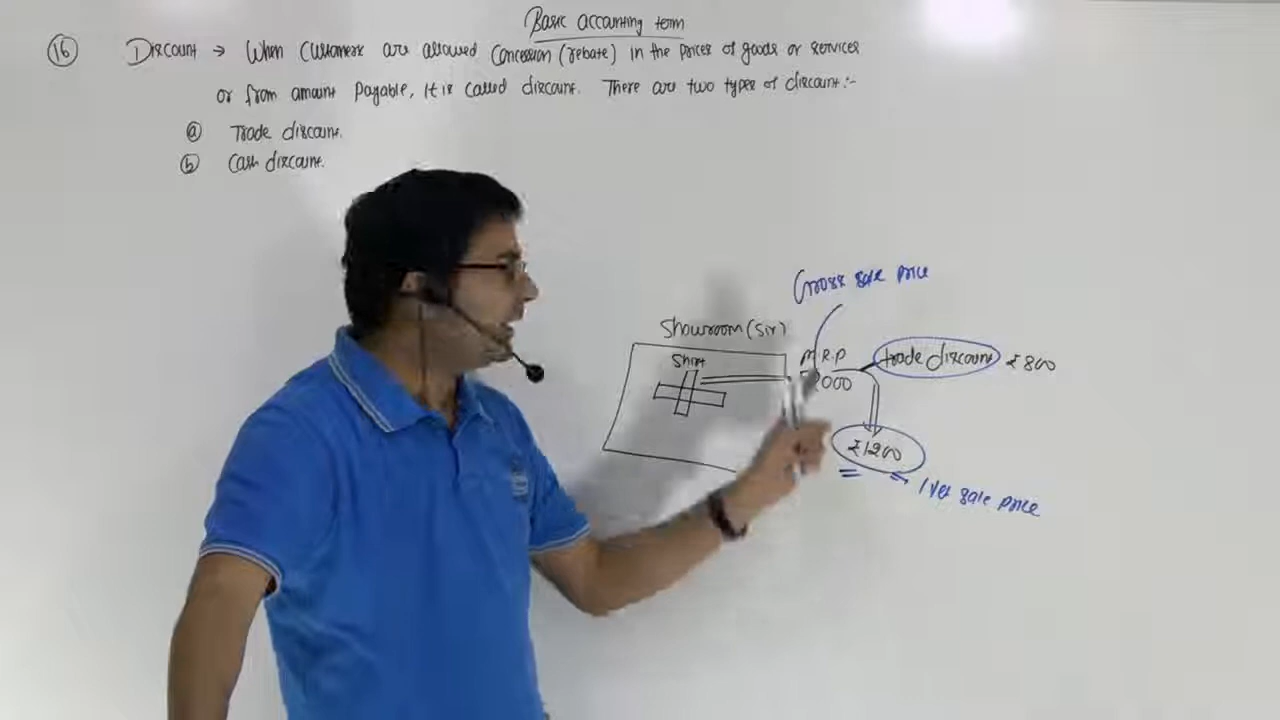 Basic accounting term
16 Discount → When Customers are allowed Concession (rebate) in the prices of goods or services
or from amount Payable, it is called discount. There are two types of discount:-
a Trade discount.
b Cash discount.
Gross sale price
Showroom (Sir)
Shirt
M.R.P trade discount ₹800
2000
₹1200
Net sale price